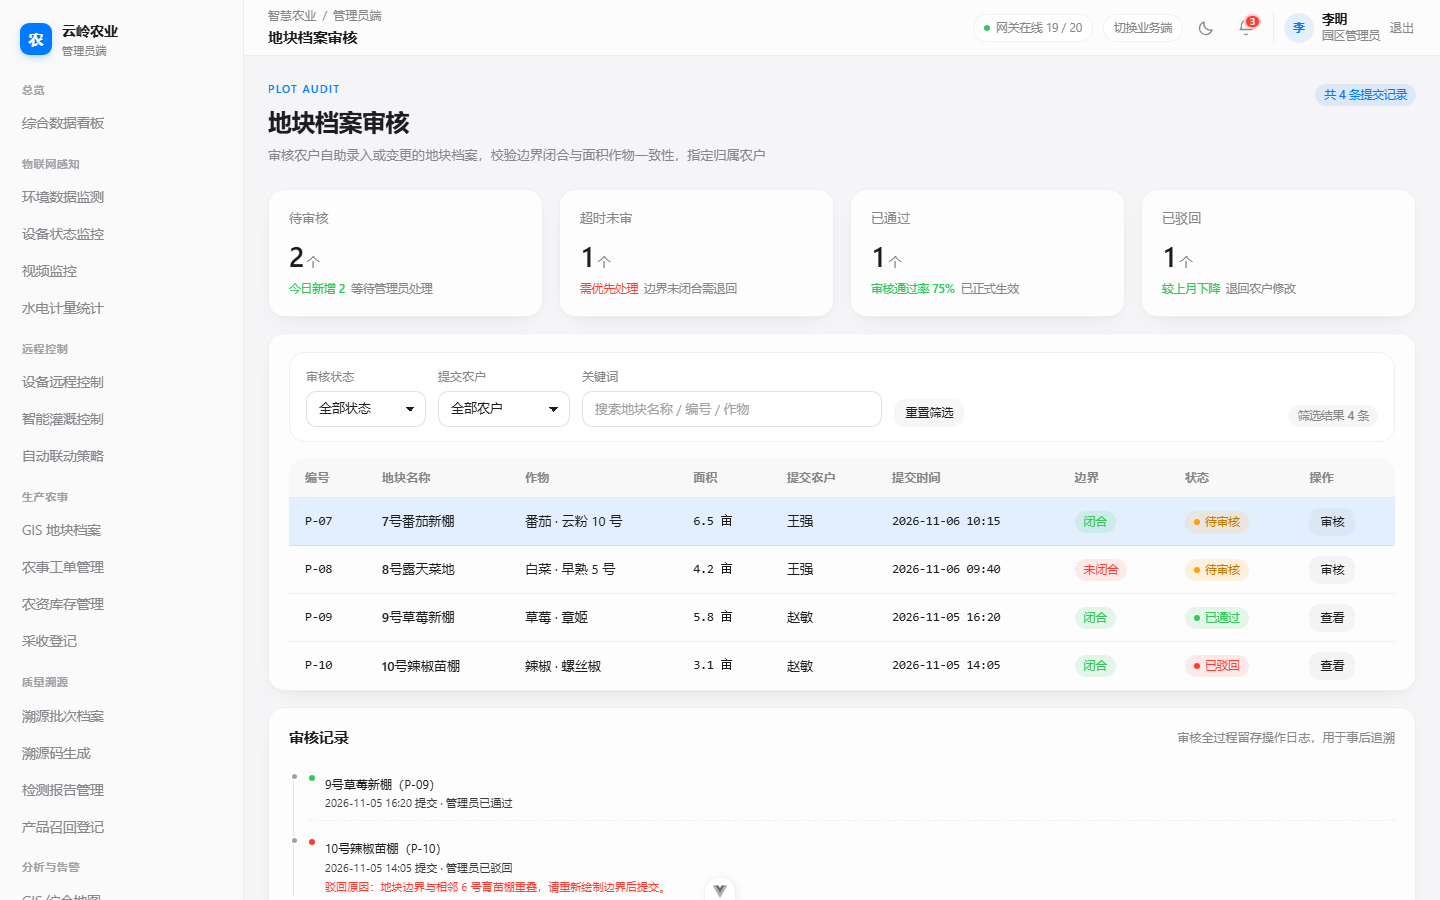 农
云岭农业
管理员端
总览
综合数据看板
物联网感知
环境数据监测
设备状态监控
视频监控
水电计量统计
远程控制
设备远程控制
智能灌溉控制
自动联动策略
生产农事
GIS 地块档案
农事工单管理
农资库存管理
采收登记
质量溯源
溯源批次档案
溯源码生成
检测报告管理
产品召回登记
分析与告警
GIS 综合地图
智慧农业 / 管理员端
地块档案审核
网关在线 19 / 20
切换业务端
3
李
李明
园区管理员
退出
PLOT AUDIT
地块档案审核
审核农户自助录入或变更的地块档案，校验边界闭合与面积作物一致性，指定归属农户
共 4 条提交记录
待审核
2个
今日新增 2 等待管理员处理
超时未审
1个
需优先处理 边界未闭合需退回
已通过
1个
审核通过率 75% 已正式生效
已驳回
1个
较上月下降 退回农户修改
审核状态
全部状态
提交农户
全部农户
关键词
搜索地块名称 / 编号 / 作物
重置筛选
筛选结果 4 条
编号 地块名称 作物 面积 提交农户 提交时间 边界 状态 操作
P-07 7号番茄新棚 番茄 · 云粉 10 号 6.5 亩 王强 2026-11-06 10:15 闭合 待审核 审核
P-08 8号露天菜地 白菜 · 早熟 5 号 4.2 亩 王强 2026-11-06 09:40 未闭合 待审核 审核
P-09 9号草莓新棚 草莓 · 章姬 5.8 亩 赵敏 2026-11-05 16:20 闭合 已通过 查看
P-10 10号辣椒苗棚 辣椒 · 螺丝椒 3.1 亩 赵敏 2026-11-05 14:05 闭合 已驳回 查看
审核记录
审核全过程留存操作日志，用于事后追溯
9号草莓新棚（P-09）
2026-11-05 16:20 提交 · 管理员已通过
10号辣椒苗棚（P-10）
2026-11-05 14:05 提交 · 管理员已驳回
驳回原因：地块边界与相邻 6 号育苗棚重叠，请重新绘制边界后提交。